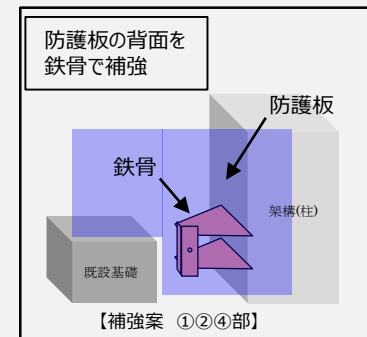 防護板の背面を
鉄骨で補強
防護板
鉄骨
架構(柱)
既設基礎
【補強案 ①②④部】